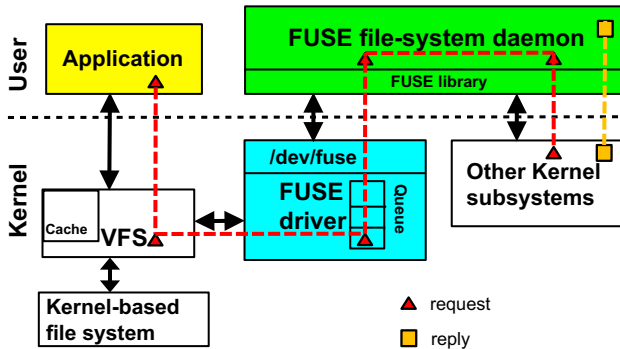 User
Application
FUSE file-system daemon
FUSE library
Kernel
/dev/fuse
FUSE
driver
Queue
Other Kernel
subsystems
Cache
VFS
Kernel-based
file system
request
reply